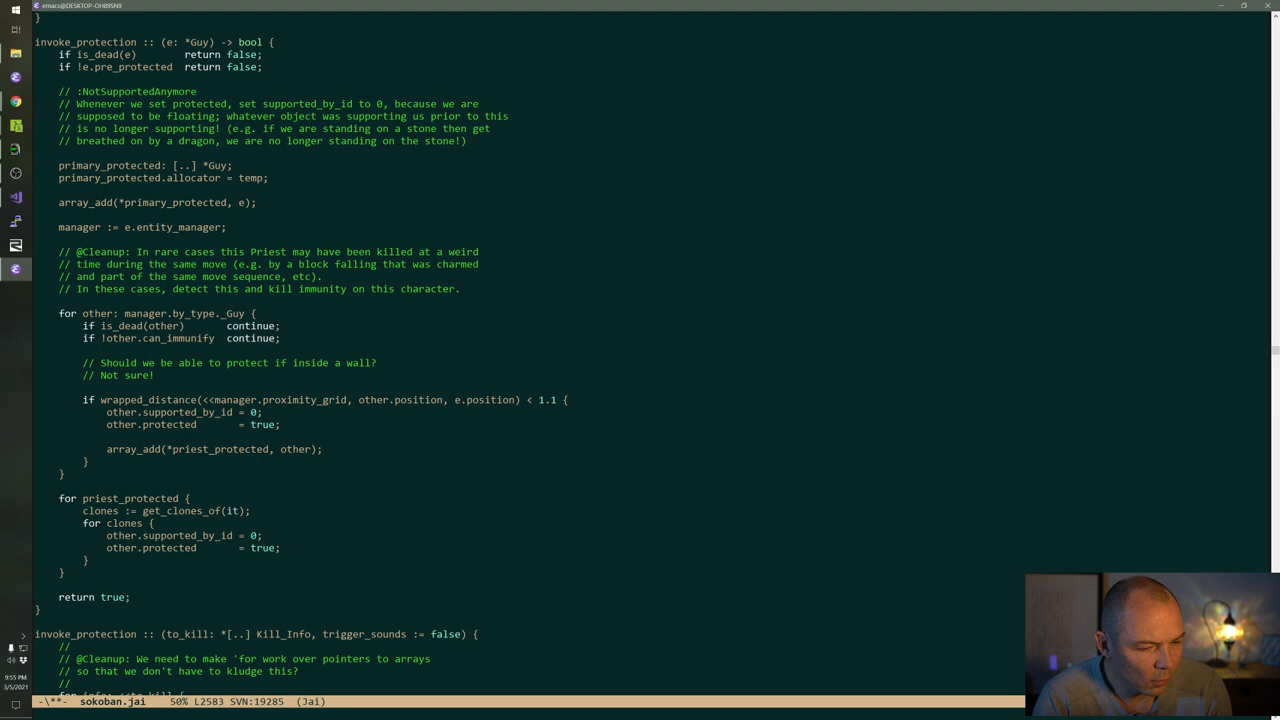 emacs@DESKTOP-OH89SN9
}
invoke_protection :: (e: *Guy) -> bool {
    if is_dead(e)        return false;
    if !e.pre_protected  return false;
    // :NotSupportedAnymore
    // Whenever we set protected, set supported_by_id to 0, because we are
    // supposed to be floating; whatever object was supporting us prior to this
    // is no longer supporting! (e.g. if we are standing on a stone then get
    // breathed on by a dragon, we are no longer standing on the stone!)
    primary_protected: [..] *Guy;
    primary_protected.allocator = temp;
    array_add(*primary_protected, e);
    manager := e.entity_manager;
    // @Cleanup: In rare cases this Priest may have been killed at a weird
    // time during the same move (e.g. by a block falling that was charmed
    // and part of the same move sequence, etc).
    // In these cases, detect this and kill immunity on this character.
    for other: manager.by_type._Guy {
        if is_dead(other)       continue;
        if !other.can_immunify  continue;
        // Should we be able to protect if inside a wall?
        // Not sure!
        if wrapped_distance(<<manager.proximity_grid, other.position, e.position) < 1.1 {
            other.supported_by_id = 0;
            other.protected       = true;
            array_add(*priest_protected, other);
        }
    }
    for priest_protected {
        clones := get_clones_of(it);
        for clones {
            other.supported_by_id = 0;
            other.protected       = true;
        }
    }
    return true;
}
invoke_protection :: (to_kill: *[..] Kill_Info, trigger_sounds := false) {
    //
    // @Cleanup: We need to make 'for work over pointers to arrays
    // so that we don't have to kludge this?
    //
    for info: <<to_kill {
-\**-  sokoban.jai    50% L2583 SVN:19285  (Jai)
9:55 PM
3/5/2021